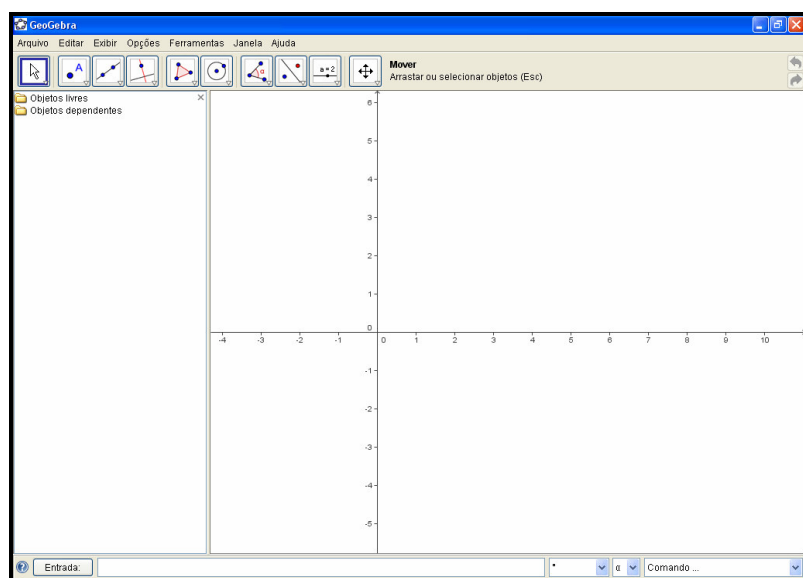 GeoGebra
Arquivo Editar Exibir Opções Ferramentas Janela Ajuda
A
α
a=2
Mover
Arrastar ou selecionar objetos (Esc)
Objetos livres
Objetos dependentes
6
5
4
3
2
1
0
-4 -3 -2 -1 0 1 2 3 4 5 6 7 8 9 10
-1
-2
-3
-4
-5
Entrada: α Comando ...